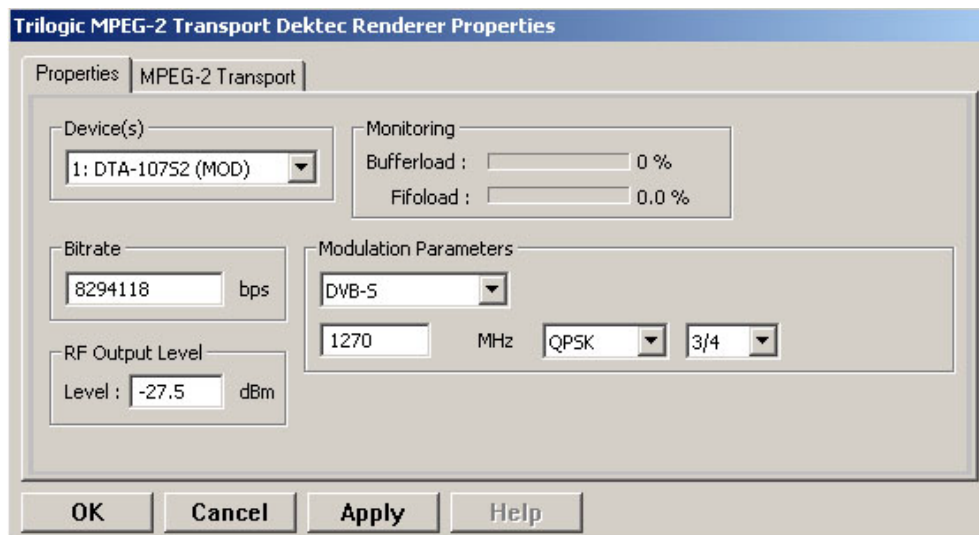 Trilogic MPEG-2 Transport Dektec Renderer Properties
Properties
MPEG-2 Transport
Device(s)
1: DTA-107S2 (MOD)
Monitoring
Bufferload : 0 %
Fifoload : 0.0 %
Bitrate
8294118 bps
Modulation Parameters
DVB-S
1270 MHz QPSK 3/4
RF Output Level
Level : -27.5 dBm
OK Cancel Apply Help